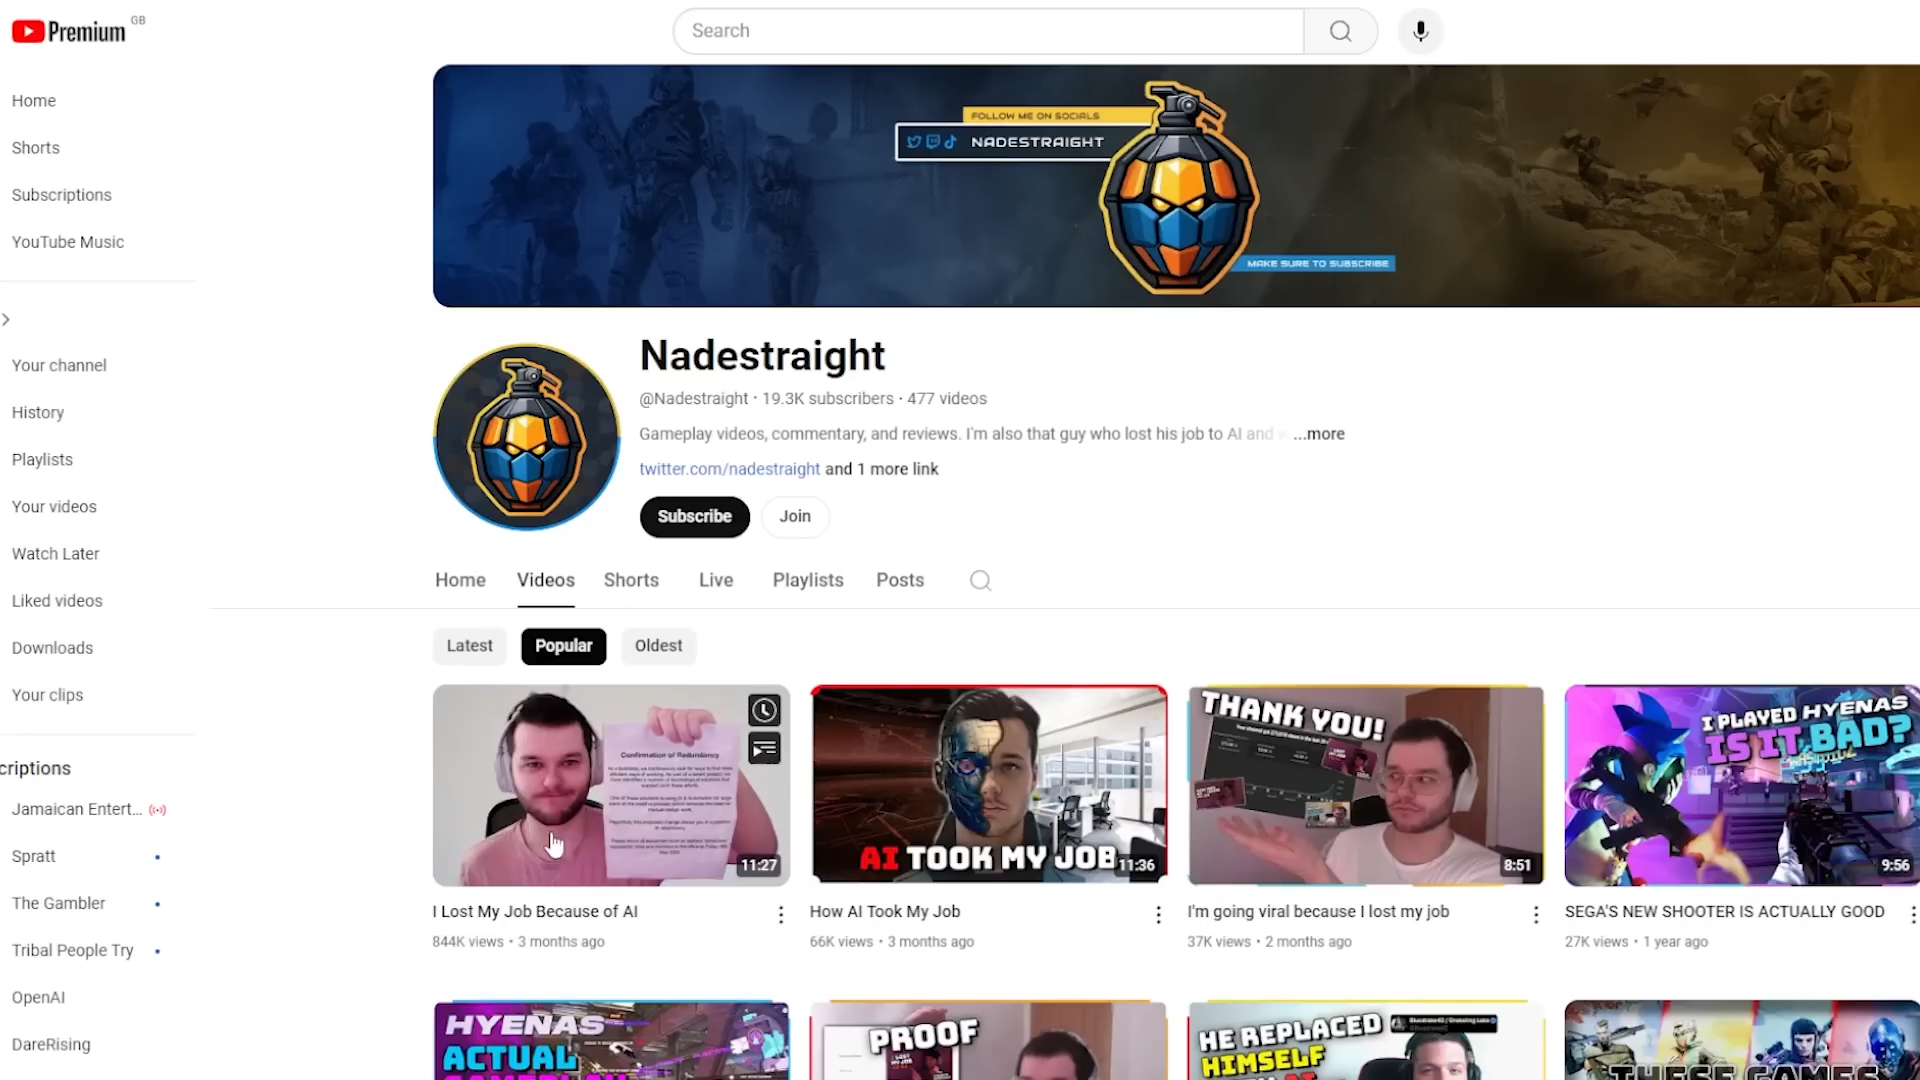 Premium GB
Search
Home
Shorts
Subscriptions
YouTube Music
Your channel
History
Playlists
Your videos
Watch Later
Liked videos
Downloads
Your clips
criptions
Jamaican Entert...
Spratt
The Gambler
Tribal People Try
OpenAI
DareRising
FOLLOW ME ON SOCIALS
NADESTRAIGHT
MAKE SURE TO SUBSCRIBE
Nadestraight
@Nadestraight · 19.3K subscribers · 477 videos
Gameplay videos, commentary, and reviews. I'm also that guy who lost his job to AI and ...more
twitter.com/nadestraight and 1 more link
Subscribe
Join
Home
Videos
Shorts
Live
Playlists
Posts
Latest
Popular
Oldest
Confirmation of Redundancy
11:27
I Lost My Job Because of AI
844K views · 3 months ago
AI TOOK MY JOB
11:36
How AI Took My Job
66K views · 3 months ago
THANK YOU!
8:51
I'm going viral because I lost my job
37K views · 2 months ago
I PLAYED HYENAS
IS IT BAD?
9:56
SEGA'S NEW SHOOTER IS ACTUALLY GOOD
27K views · 1 year ago
HYENAS
ACTUAL
PROOF
HE REPLACED
HIMSELF
THESE GAMES